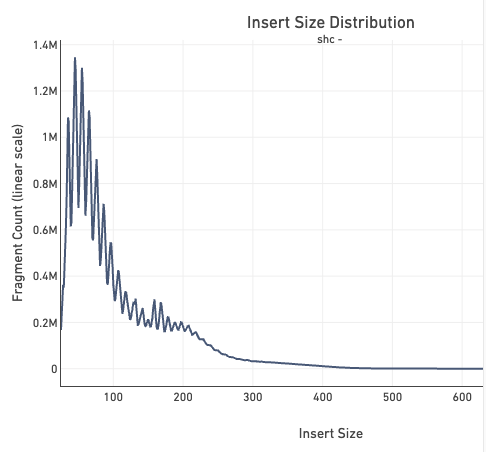 Insert Size Distribution
shc -
1.4M
1.2M
1M
0.8M
0.6M
0.4M
0.2M
0
Fragment Count (linear scale)
100 200 300 400 500 600
Insert Size